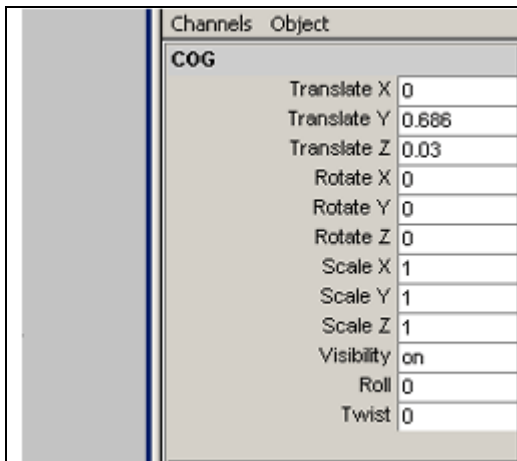 Channels Object
COG
Translate X 0
Translate Y 0.686
Translate Z 0.03
Rotate X 0
Rotate Y 0
Rotate Z 0
Scale X 1
Scale Y 1
Scale Z 1
Visibility on
Roll 0
Twist 0